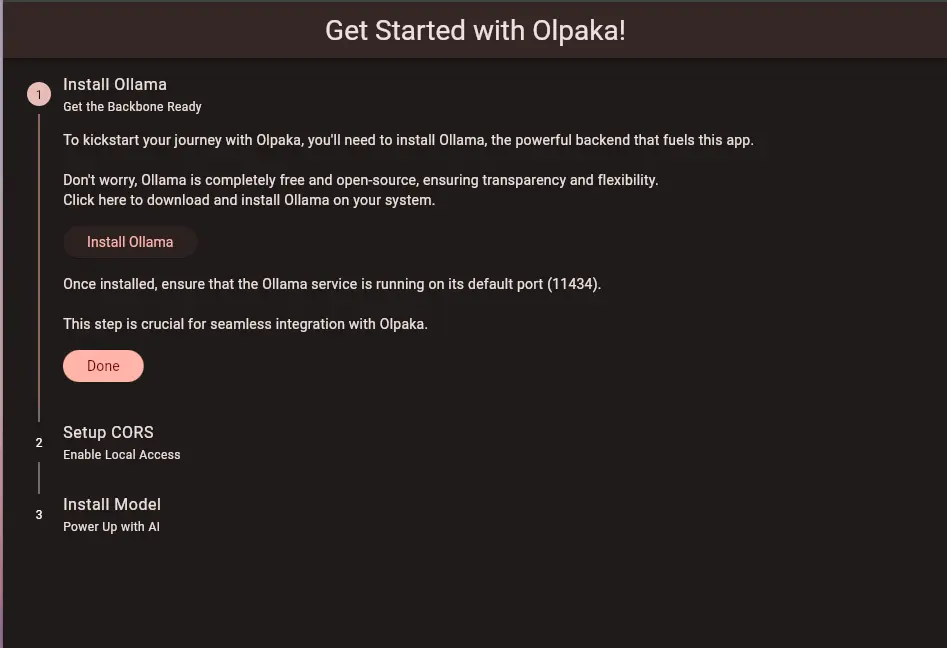 Get Started with Olpaka!
1
Install Ollama
Get the Backbone Ready
To kickstart your journey with Olpaka, you'll need to install Ollama, the powerful backend that fuels this app.
Don't worry, Ollama is completely free and open-source, ensuring transparency and flexibility.
Click here to download and install Ollama on your system.
Install Ollama
Once installed, ensure that the Ollama service is running on its default port (11434).
This step is crucial for seamless integration with Olpaka.
Done
2
Setup CORS
Enable Local Access
3
Install Model
Power Up with AI